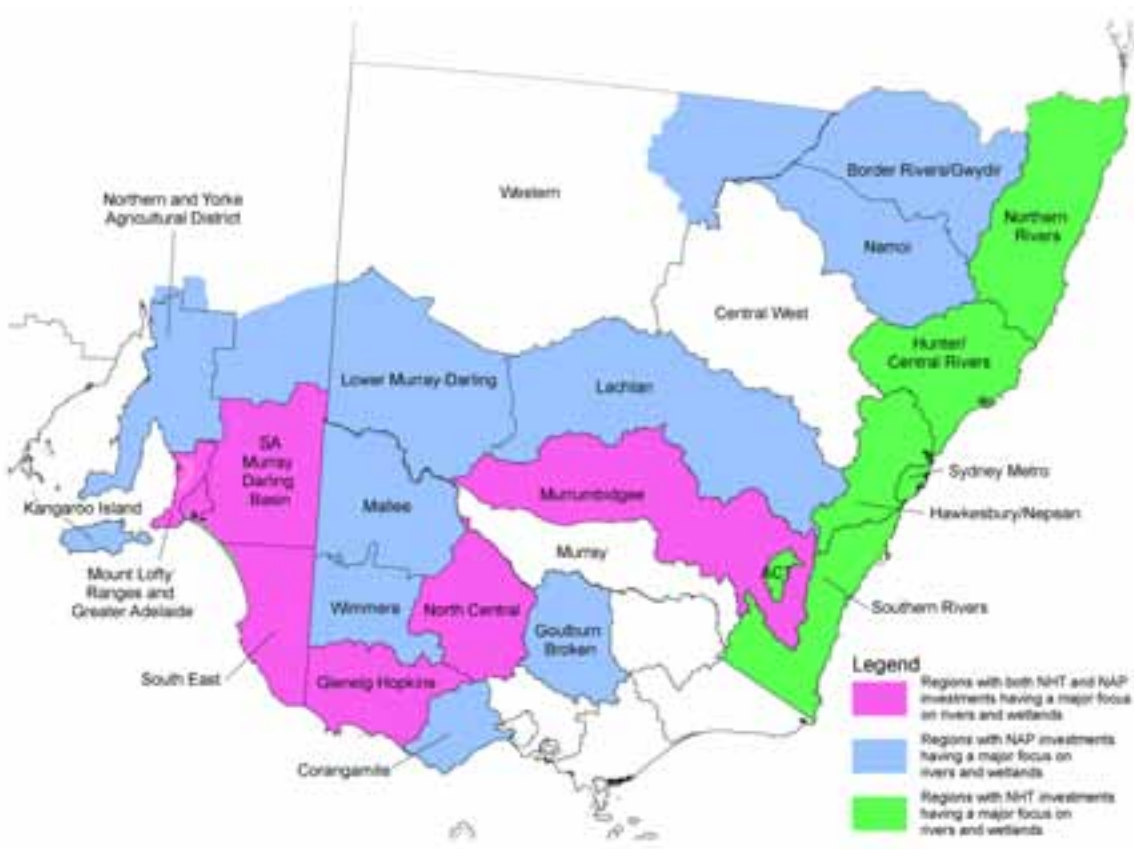 Northern and Yorke
Agricultural District
Western
Border Rivers/Gwydir
Northern
Rivers
Namoi
Central West
Hunter/
Central Rivers
Lower Murray-Darling
Lachlan
SA
Murray
Darling
Basin
Sydney Metro
Murrumbidgee
Kangaroo Island
Mallee
Hawkesbury/Nepean
Murray
ACT
Mount Lofty
Ranges and
Greater Adelaide
Wimmera
North Central
Southern Rivers
Goulburn
Broken
South East
Glenelg Hopkins
Corangamite
Legend
Regions with both NHT and NAP
investments having a major focus
on rivers and wetlands
Regions with NAP investments
having a major focus on
rivers and wetlands
Regions with NHT investments
having a major focus on
rivers and wetlands